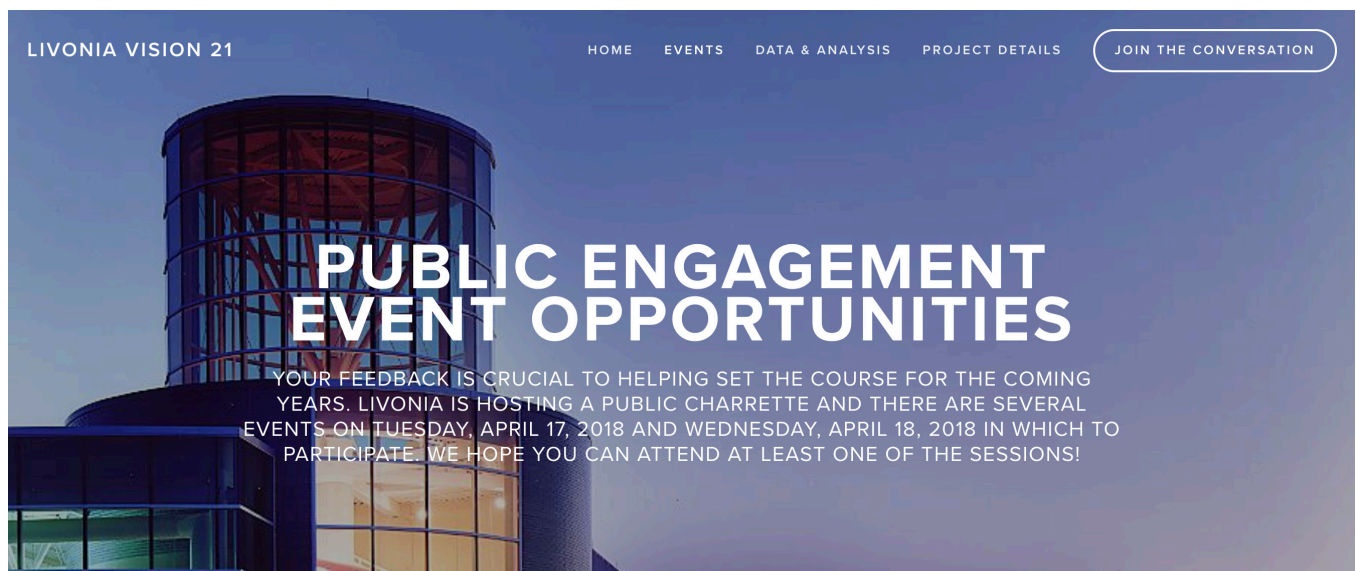 LIVONIA VISION 21
HOME
EVENTS
DATA & ANALYSIS
PROJECT DETAILS
JOIN THE CONVERSATION
PUBLIC ENGAGEMENT
EVENT OPPORTUNITIES
YOUR FEEDBACK IS CRUCIAL TO HELPING SET THE COURSE FOR THE COMING
YEARS. LIVONIA IS HOSTING A PUBLIC CHARRETTE AND THERE ARE SEVERAL
EVENTS ON TUESDAY, APRIL 17, 2018 AND WEDNESDAY, APRIL 18, 2018 IN WHICH TO
PARTICIPATE. WE HOPE YOU CAN ATTEND AT LEAST ONE OF THE SESSIONS!